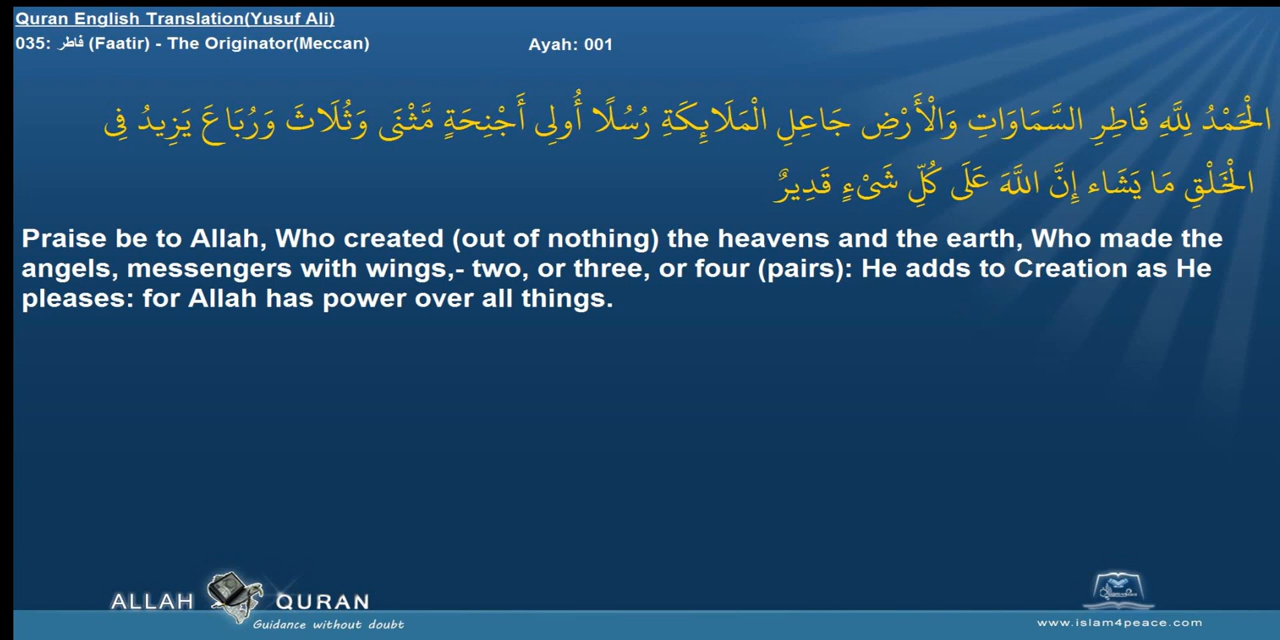 Quran English Translation(Yusuf Ali)
035: فاطر (Faatir) - The Originator(Meccan)
Ayah: 001
الْحَمْدُ لِلَّهِ فَاطِرِ السَّمَاوَاتِ وَالْأَرْضِ جَاعِلِ الْمَلَائِكَةِ رُسُلًا أُولِي أَجْنِحَةٍ مَّثْنَى وَثُلَاثَ وَرُبَاعَ يَزِيدُ فِي
الْخَلْقِ مَا يَشَاء إِنَّ اللَّهَ عَلَى كُلِّ شَيْءٍ قَدِيرٌ
Praise be to Allah, Who created (out of nothing) the heavens and the earth, Who made the
angels, messengers with wings,- two, or three, or four (pairs): He adds to Creation as He
pleases: for Allah has power over all things.
ALLAH QURAN
Guidance without doubt
www.islam4peace.com